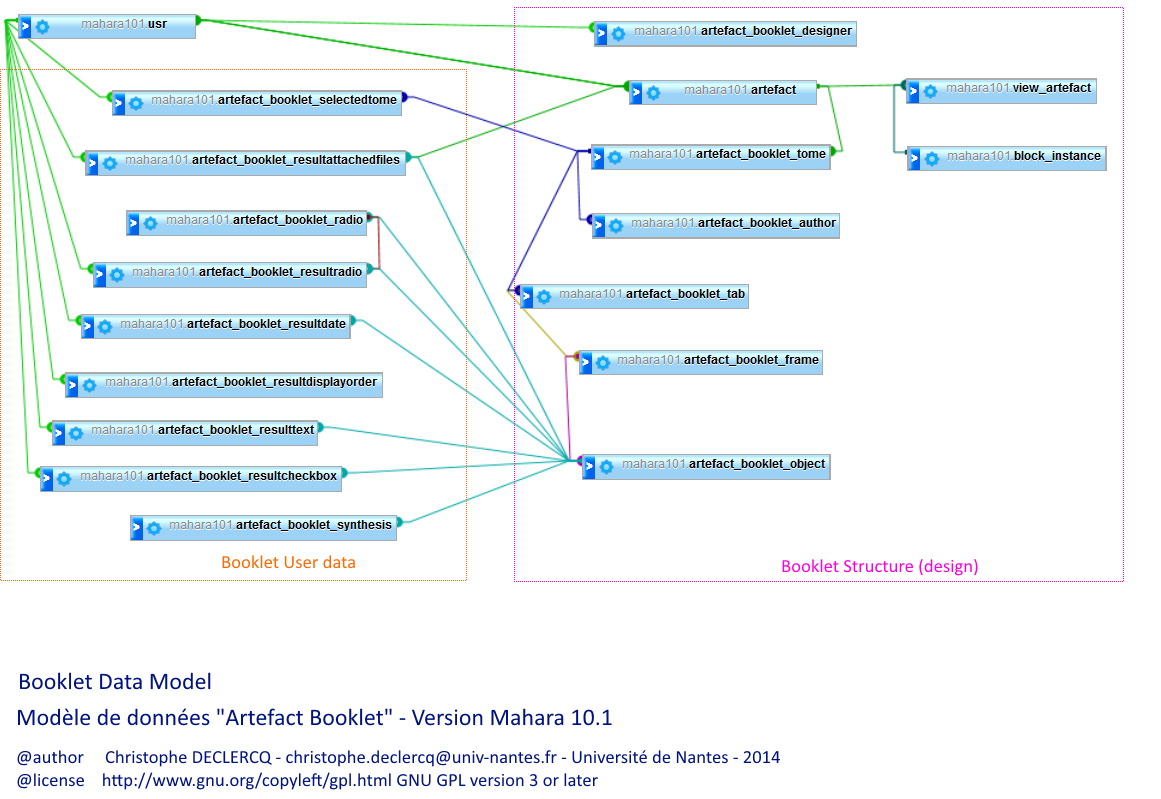 mahara101.usr
mahara101.artefact_booklet_designer
mahara101.artefact
mahara101.view_artefact
mahara101.artefact_booklet_selectedtome
mahara101.artefact_booklet_resultattachedfiles
mahara101.artefact_booklet_tome
mahara101.block_instance
mahara101.artefact_booklet_radio
mahara101.artefact_booklet_author
mahara101.artefact_booklet_resultradio
mahara101.artefact_booklet_tab
mahara101.artefact_booklet_resultdate
mahara101.artefact_booklet_frame
mahara101.artefact_booklet_resultdisplayorder
mahara101.artefact_booklet_resulttext
mahara101.artefact_booklet_object
mahara101.artefact_booklet_resultcheckbox
mahara101.artefact_booklet_synthesis
Booklet User data
Booklet Structure (design)
Booklet Data Model
Modèle de données "Artefact Booklet" - Version Mahara 10.1
@author Christophe DECLERCQ - christophe.declercq@univ-nantes.fr - Université de Nantes - 2014
@license http://www.gnu.org/copyleft/gpl.html GNU GPL version 3 or later